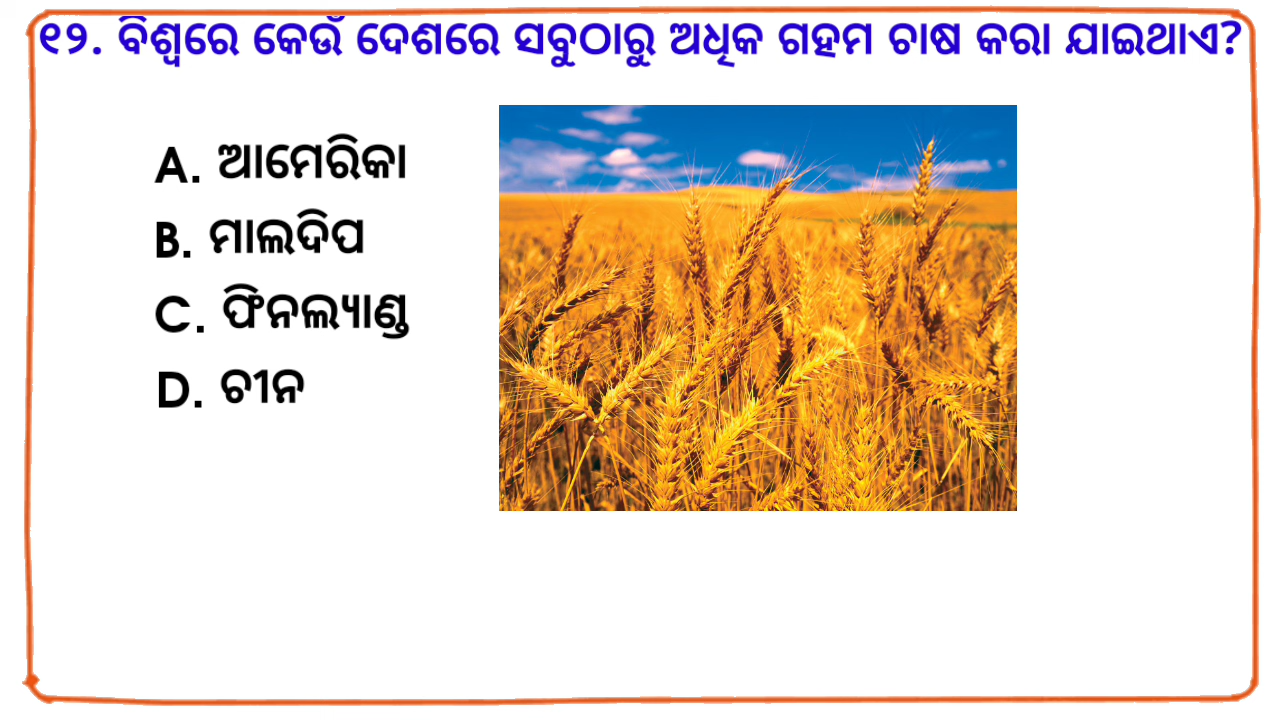 ୧୨. ବିଶ୍ୱରେ କେଉଁ ଦେଶରେ ସବୁଠାରୁ ଅଧିକ ଗହମ ଚାଷ କରା ଯାଇଥାଏ?
A. ଆମେରିକା
B. ମାଲଦିପ
C. ଫିନଲ୍ୟାଣ୍ଡ
D. ଚୀନ